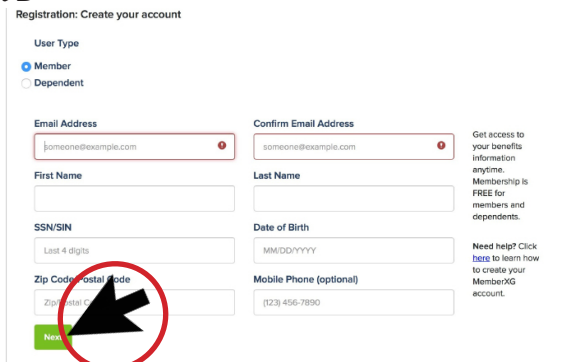 Registration: Create your account
User Type
Member
Dependent
Email Address
Confirm Email Address
someone@example.com
someone@example.com
First Name
Last Name
SSN/SIN
Date of Birth
Last 4 digits
MM/DD/YYYY
Zip Code/Postal Code
Mobile Phone (optional)
Zip/Postal
(123) 456-7890
Next
Get access to
your benefits
information
anytime.
Membership is
FREE for
members and
dependents.
Need help? Click
here to learn how
to create your
MemberXG
account.